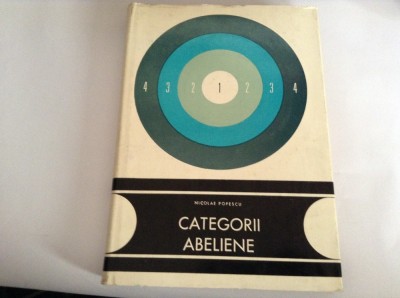 4 3 2 1 2 3 4
NICOLAE POPESCU
CATEGORII
ABELIENE